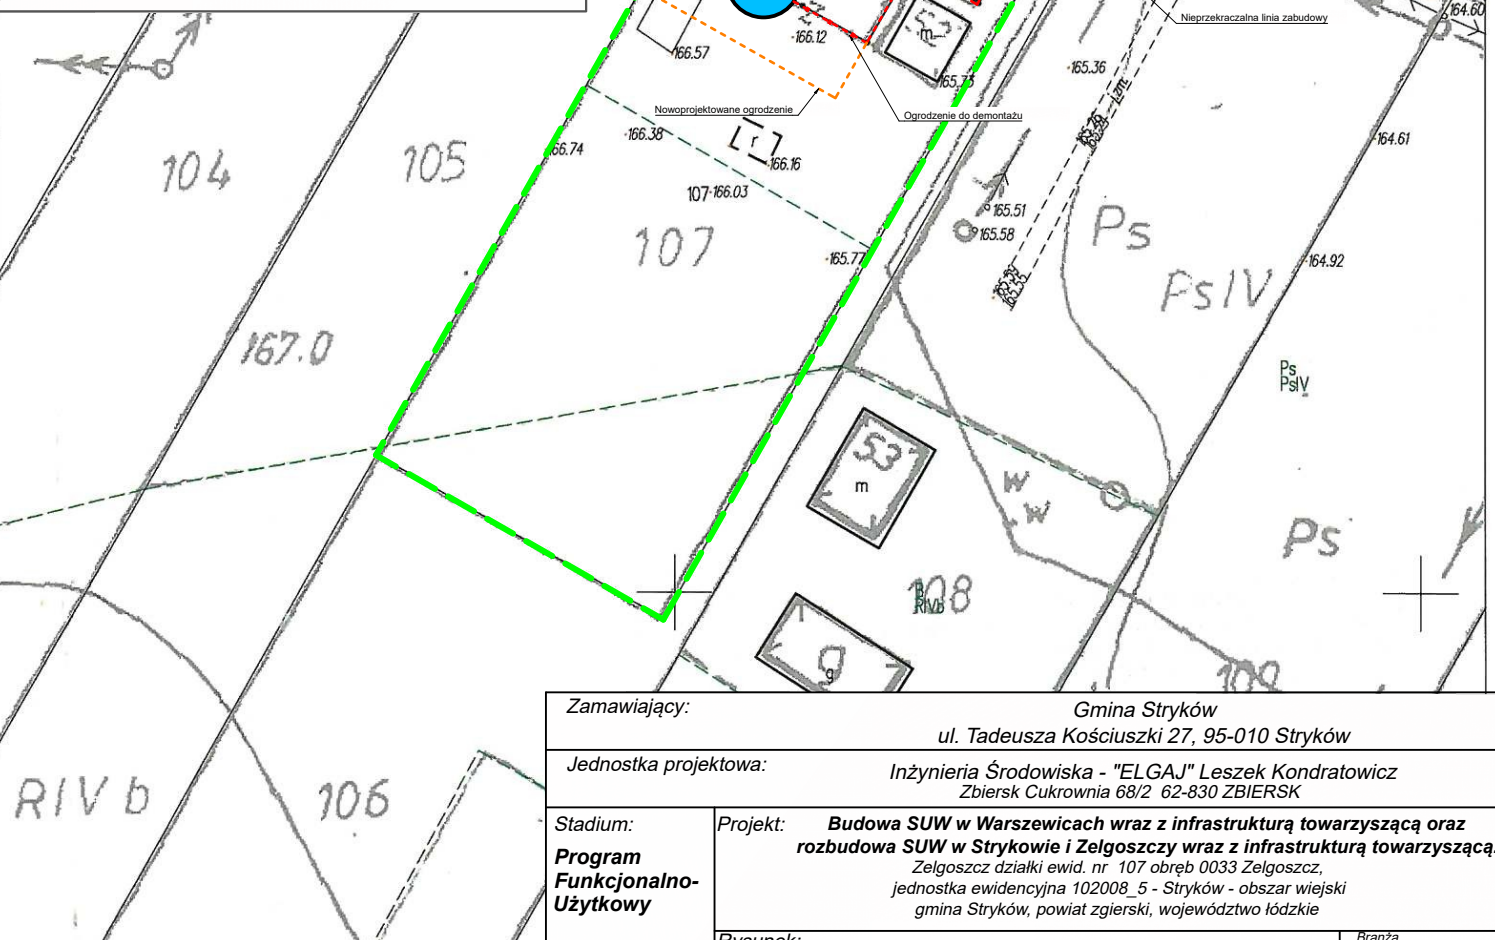 Nieprzekraczalna linia zabudowy
164.60
166.12
m
166.57
165.73
165.36
zm
Nowoprojektowane ogrodzenie
Ogrodzenie do demontażu
166.38
r
164.61
166.74
166.16
104
105
107 166.03
165.51
107
165.58
Ps
165.77
164.92
PsIV
167.0
Ps
PsIV
53
m
w
w
Ps
108
B
RIVb
g
g
109
RIVb
106
Zamawiający:
Gmina Stryków
ul. Tadeusza Kościuszki 27, 95-010 Stryków
Jednostka projektowa:
Inżynieria Środowiska - "ELGAJ" Leszek Kondratowicz
Zbiersk Cukrownia 68/2 62-830 ZBIERSK
Stadium:
Program
Funkcjonalno-
Użytkowy
Projekt:
Budowa SUW w Warszewicach wraz z infrastrukturą towarzyszącą oraz
rozbudowa SUW w Strykowie i Zelgoszczy wraz z infrastrukturą towarzyszącą.
Zelgoszcz działki ewid. nr 107 obręb 0033 Zelgoszcz,
jednostka ewidencyjna 102008_5 - Stryków - obszar wiejski
gmina Stryków, powiat zgierski, województwo łódzkie
Rysunek:
Branża